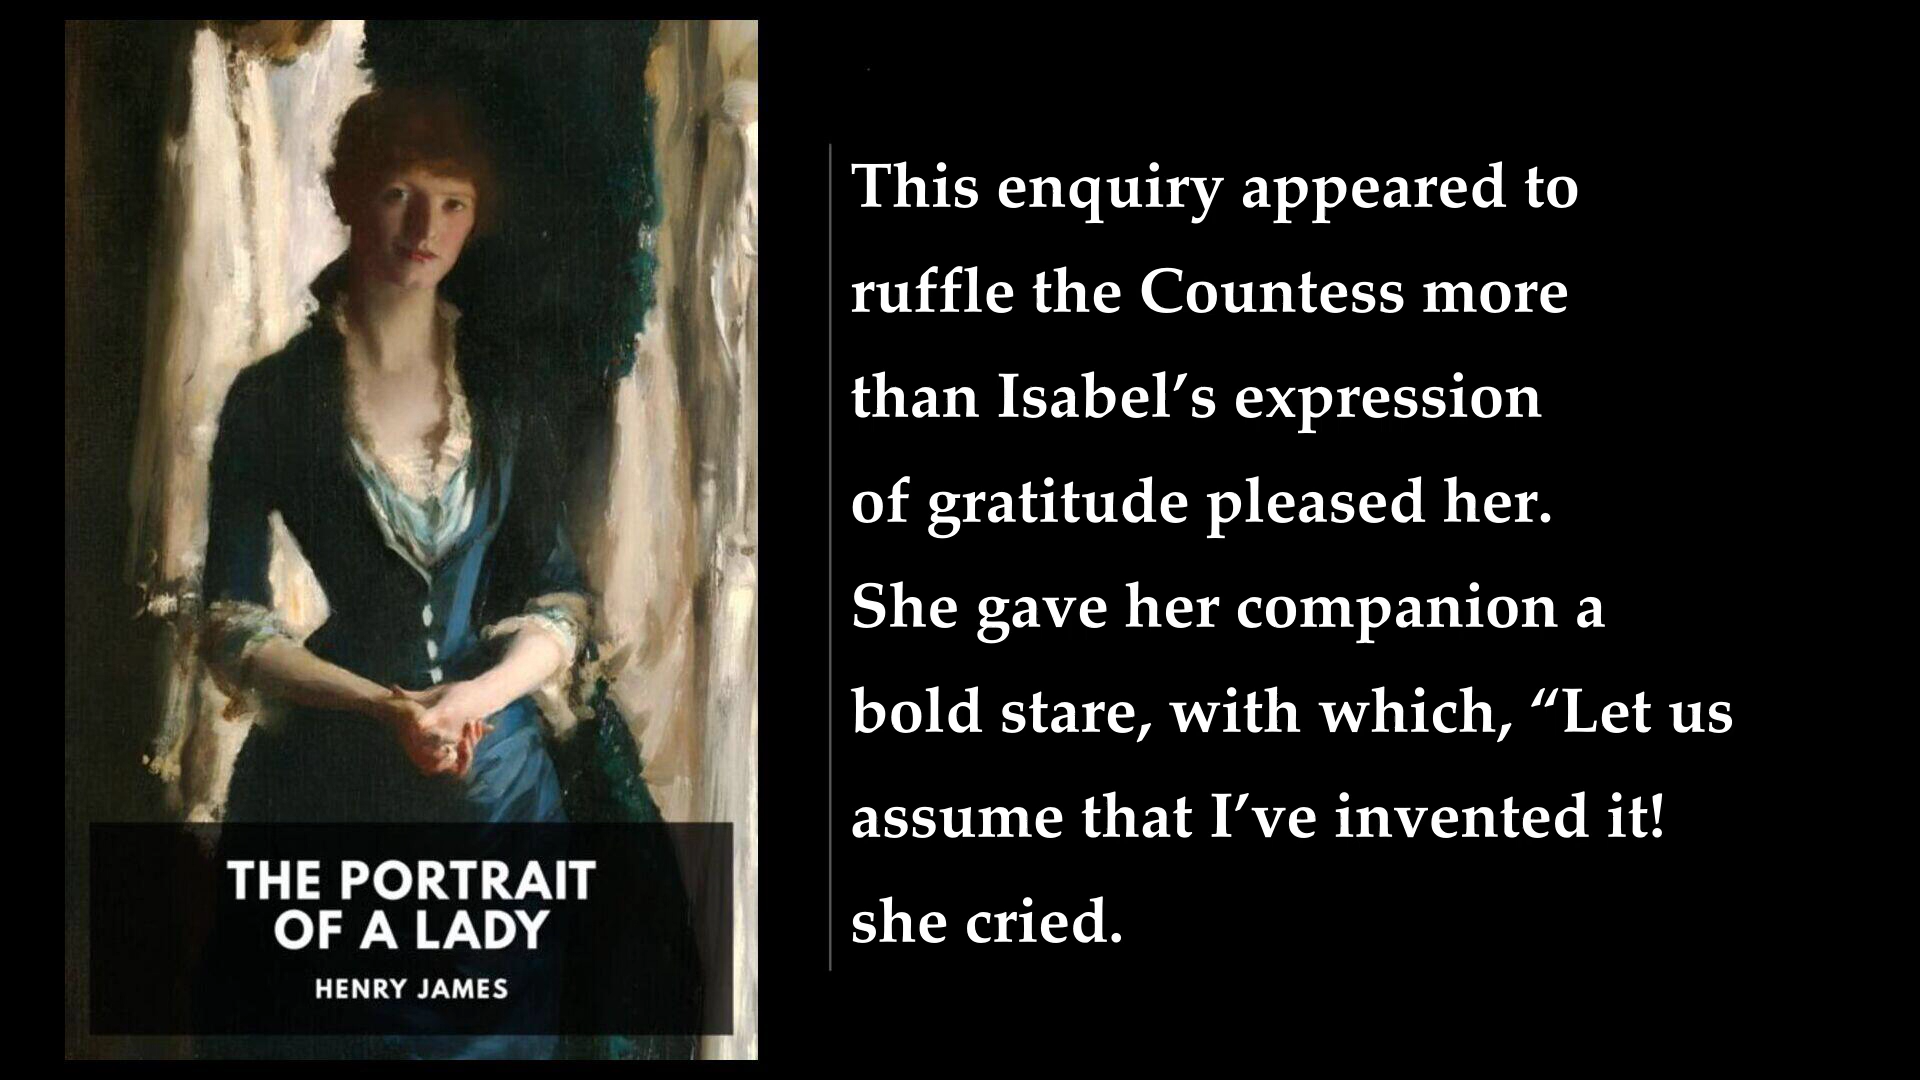 THE PORTRAIT
OF A LADY
HENRY JAMES
This enquiry appeared to
ruffle the Countess more
than Isabel’s expression
of gratitude pleased her.
She gave her companion a
bold stare, with which, “Let us
assume that I’ve invented it!
she cried.